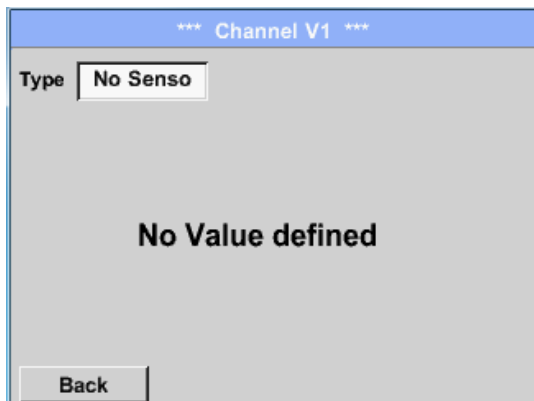 *** Channel V1 ***
Type No Senso
No Value defined
Back